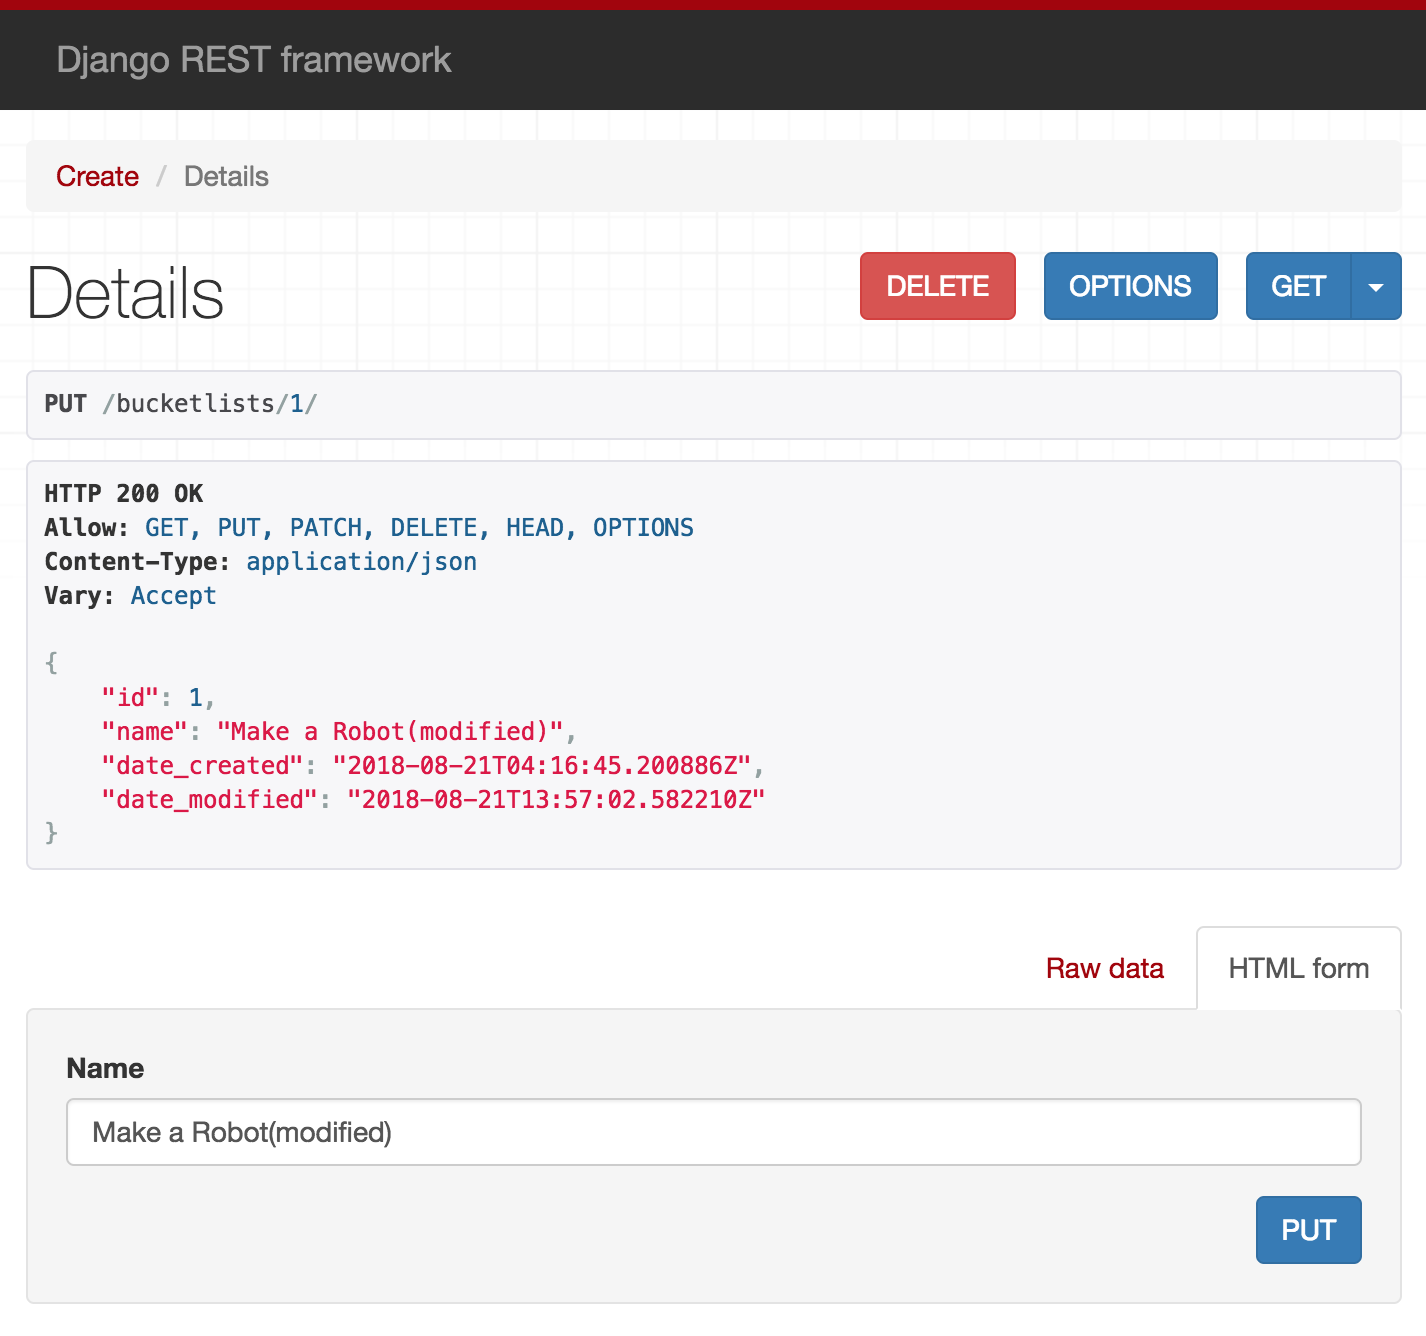 Django REST framework
Create / Details
Details
DELETE OPTIONS GET
PUT /bucketlists/1/
HTTP 200 OK
Allow: GET, PUT, PATCH, DELETE, HEAD, OPTIONS
Content-Type: application/json
Vary: Accept
{
    "id": 1,
    "name": "Make a Robot(modified)",
    "date_created": "2018-08-21T04:16:45.200886Z",
    "date_modified": "2018-08-21T13:57:02.582210Z"
}
Raw data HTML form
Name
Make a Robot(modified)
PUT